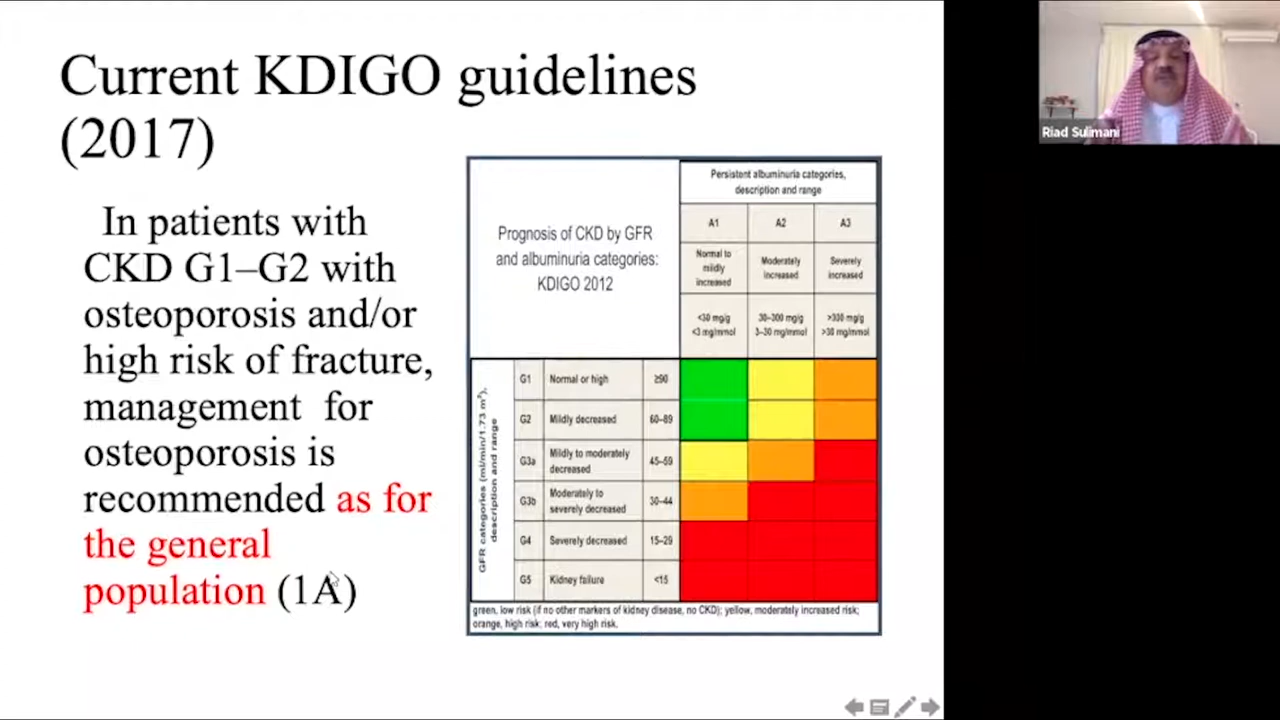 Current KDIGO guidelines
(2017)
In patients with
CKD G1–G2 with
osteoporosis and/or
high risk of fracture,
management for
osteoporosis is
recommended as for
the general
population (1A)
Prognosis of CKD by GFR
and albuminuria categories:
KDIGO 2012
Persistent albuminuria categories,
description and range
A1 A2 A3
Normal to
mildly
increased
Moderately
increased
Severely
increased
<30 mg/g
<3 mg/mmol
30–300 mg/g
3–30 mg/mmol
>300 mg/g
>30 mg/mmol
GFR categories (ml/min/1.73 m²),
description and range
G1 Normal or high ≥90
G2 Mildly decreased 60–89
G3a Mildly to moderately
decreased 45–59
G3b Moderately to
severely decreased 30–44
G4 Severely decreased 15–29
G5 Kidney failure <15
green, low risk (if no other markers of kidney disease, no CKD); yellow, moderately increased risk;
orange, high risk; red, very high risk.
Riad Sulimani